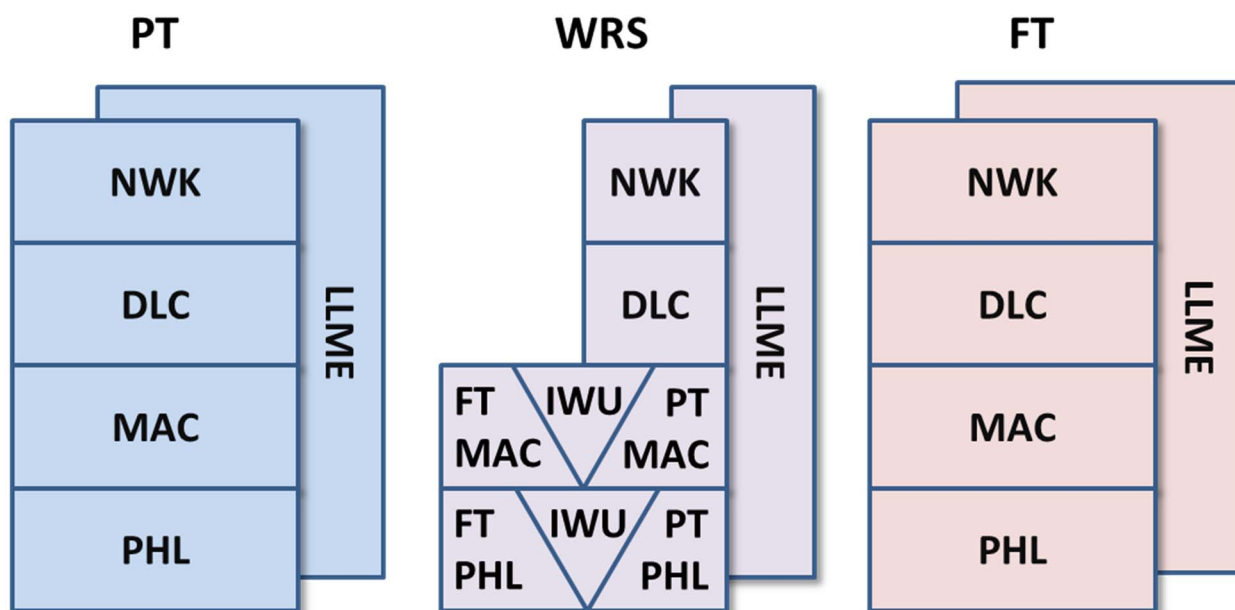 PT
WRS
FT
NWK
DLC
MAC
PHL
LLME
NWK
DLC
FT IWU PT
MAC MAC
FT IWU PT
PHL PHL
LLME
NWK
DLC
MAC
PHL
LLME